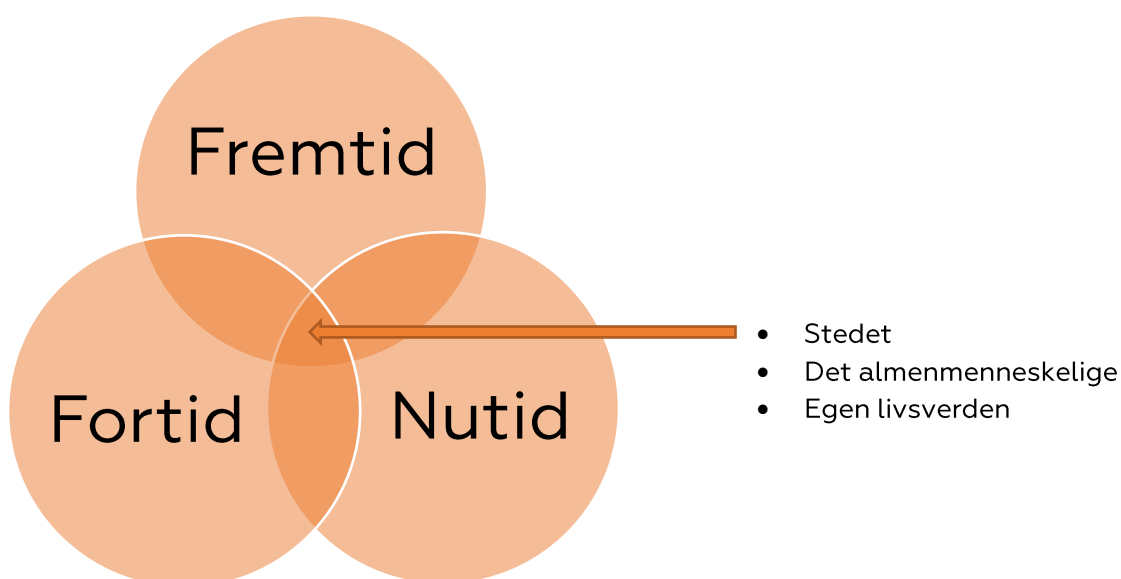 Fremtid
Fortid
Nutid
• Stedet
• Det almenmenneskelige
• Egen livsverden